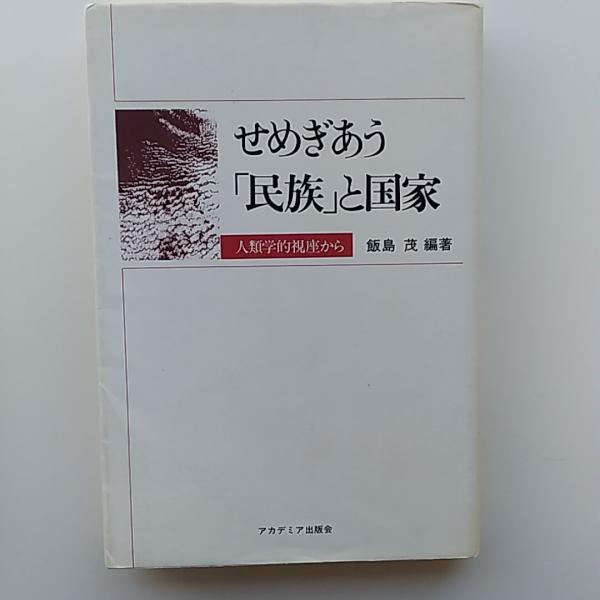 せめぎあう
「民族」と国家
人類学的視座から 飯島 茂 編著
アカデミア出版会